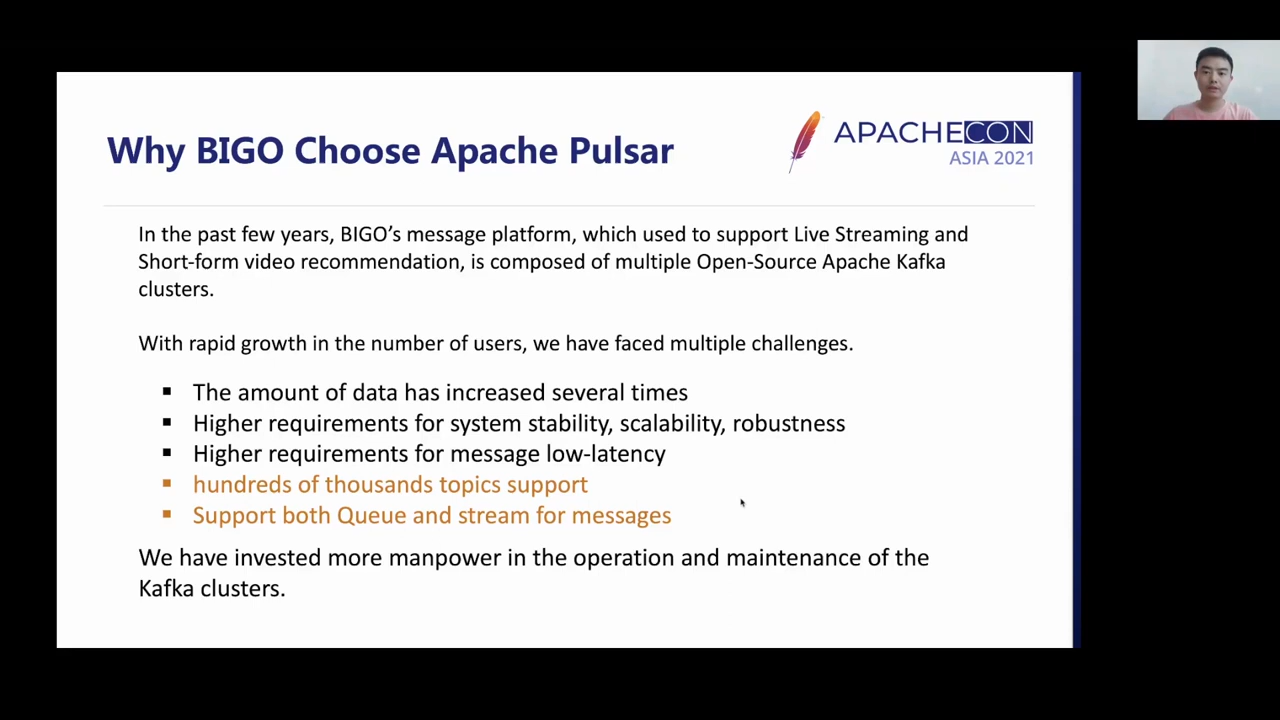 Why BIGO Choose Apache Pulsar
APACHECON
ASIA 2021
In the past few years, BIGO’s message platform, which used to support Live Streaming and
Short-form video recommendation, is composed of multiple Open-Source Apache Kafka
clusters.
With rapid growth in the number of users, we have faced multiple challenges.
▪ The amount of data has increased several times
▪ Higher requirements for system stability, scalability, robustness
▪ Higher requirements for message low-latency
▪ hundreds of thousands topics support
▪ Support both Queue and stream for messages
We have invested more manpower in the operation and maintenance of the
Kafka clusters.